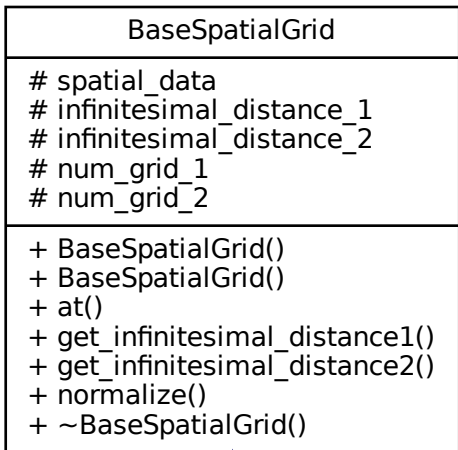 BaseSpatialGrid
# spatial_data
# infinitesimal_distance_1
# infinitesimal_distance_2
# num_grid_1
# num_grid_2
+ BaseSpatialGrid()
+ BaseSpatialGrid()
+ at()
+ get_infinitesimal_distance1()
+ get_infinitesimal_distance2()
+ normalize()
+ ~BaseSpatialGrid()